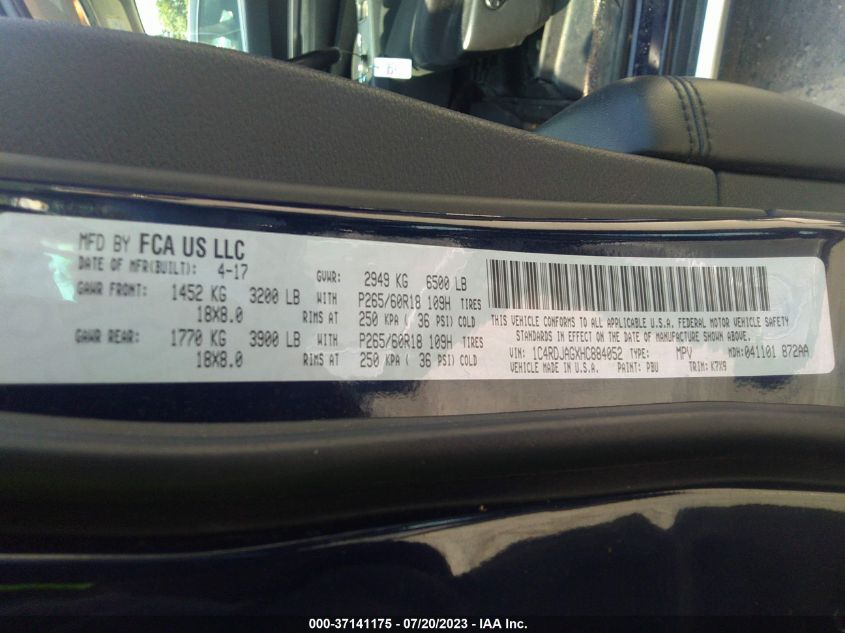 MFD BY FCA US LLC
DATE OF MFR(BUILT): 4-17 GVWR: 2949 KG 6500 LB
GAWR FRONT: 1452 KG 3200 LB WITH P265/60R18 109H TIRES
18X8.0 RIMS AT 250 KPA ( 36 PSI) COLD
GAWR REAR: 1770 KG 3900 LB WITH P265/60R18 109H TIRES
18X8.0 RIMS AT 250 KPA ( 36 PSI) COLD
THIS VEHICLE CONFORMS TO ALL APPLICABLE U.S.A. FEDERAL MOTOR VEHICLE SAFETY
STANDARDS IN EFFECT ON THE DATE OF MANUFACTURE SHOWN ABOVE.
VIN: 1C4RDJAGXHC884052 TYPE: MPV MDH: 041101 872AA
VEHICLE MADE IN U.S.A. PAINT: PBU TRIM: K7X9
000-37141175 / 07/20/2023 - IAA Inc.